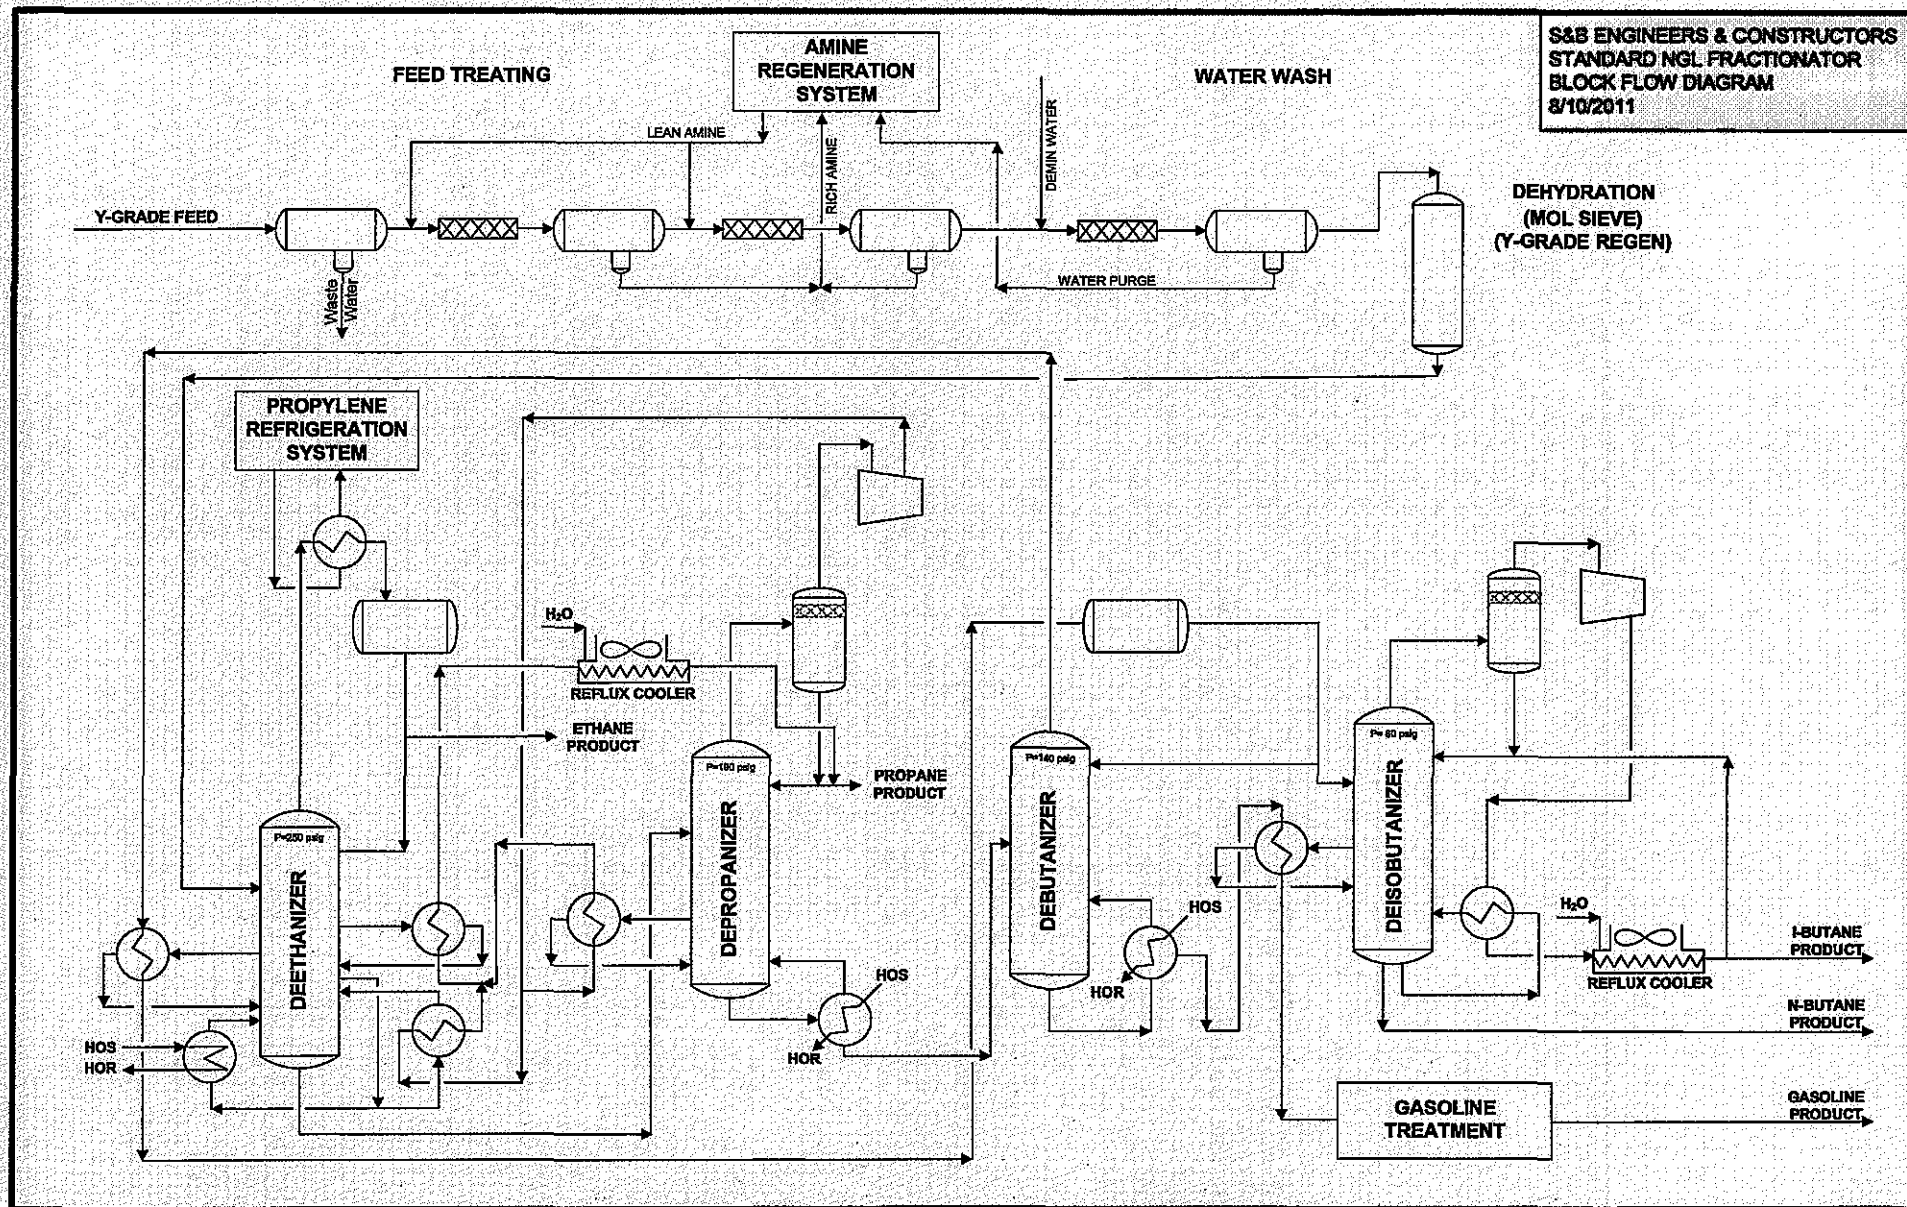 S&B ENGINEERS & CONSTRUCTORS
STANDARD NGL FRACTIONATOR
BLOCK FLOW DIAGRAM
8/10/2011
FEED TREATING
AMINE
REGENERATION
SYSTEM
WATER WASH
LEAN AMINE
RICH AMINE
DEMIN WATER
DEHYDRATION
(MOL SIEVE)
(Y-GRADE REGEN)
Y-GRADE FEED
WATER PURGE
Waste
Water
PROPYLENE
REFRIGERATION
SYSTEM
H₂O
REFLUX COOLER
ETHANE
PRODUCT
PROPANE
PRODUCT
P=250 psig
DEETHANIZER
DEPROPANIZER
P=140 psig
DEBUTANIZER
DEISOBUTANIZER
HOS
HOR
HOS
HOR
HOS
HOR
H₂O
REFLUX COOLER
I-BUTANE
PRODUCT
N-BUTANE
PRODUCT
GASOLINE
TREATMENT
GASOLINE
PRODUCT